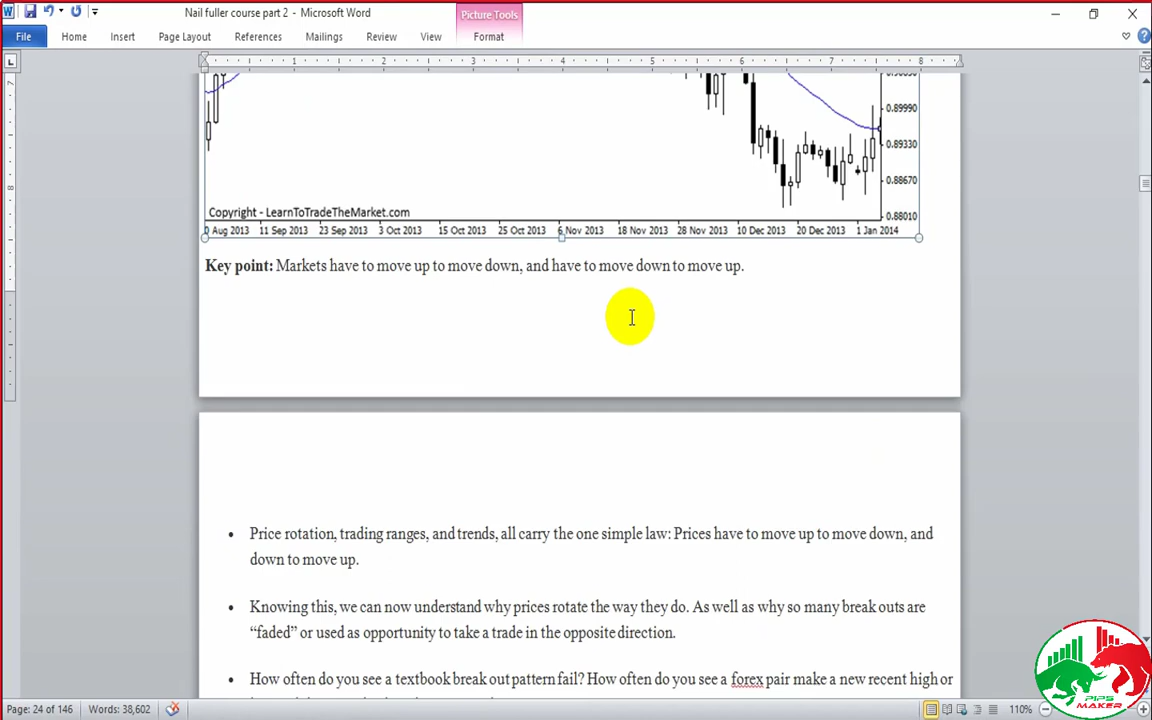 Nail fuller course part 2 - Microsoft Word
Picture Tools
File Home Insert Page Layout References Mailings Review View Format
1 2 3 4 5 6 7 8
0.89990
0.89330
0.88670
0.88010
Copyright - LearnToTradeTheMarket.com
0 Aug 2013 11 Sep 2013 23 Sep 2013 3 Oct 2013 15 Oct 2013 25 Oct 2013 6 Nov 2013 18 Nov 2013 28 Nov 2013 10 Dec 2013 20 Dec 2013 1 Jan 2014
Key point: Markets have to move up to move down, and have to move down to move up.
• Price rotation, trading ranges, and trends, all carry the one simple law: Prices have to move up to move down, and
down to move up.
• Knowing this, we can now understand why prices rotate the way they do. As well as why so many break outs are
“faded” or used as opportunity to take a trade in the opposite direction.
• How often do you see a textbook break out pattern fail? How often do you see a forex pair make a new recent high or
PIPS
MAKER
Page: 24 of 146 Words: 38,602 110%